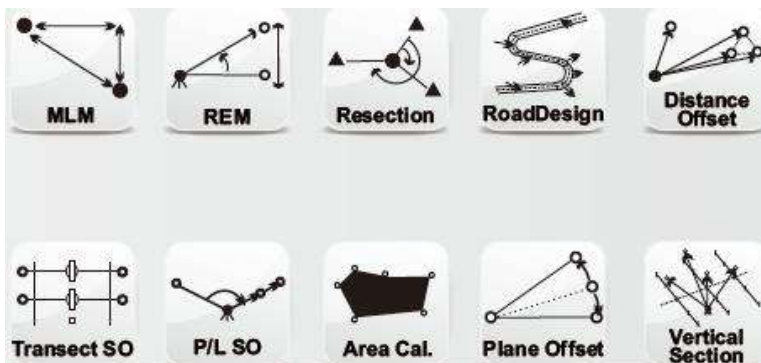 MLM
REM
Resection
RoadDesign
Distance
Offset
Transect SO
P/L SO
Area Cal.
Plane Offset
Vertical
Section